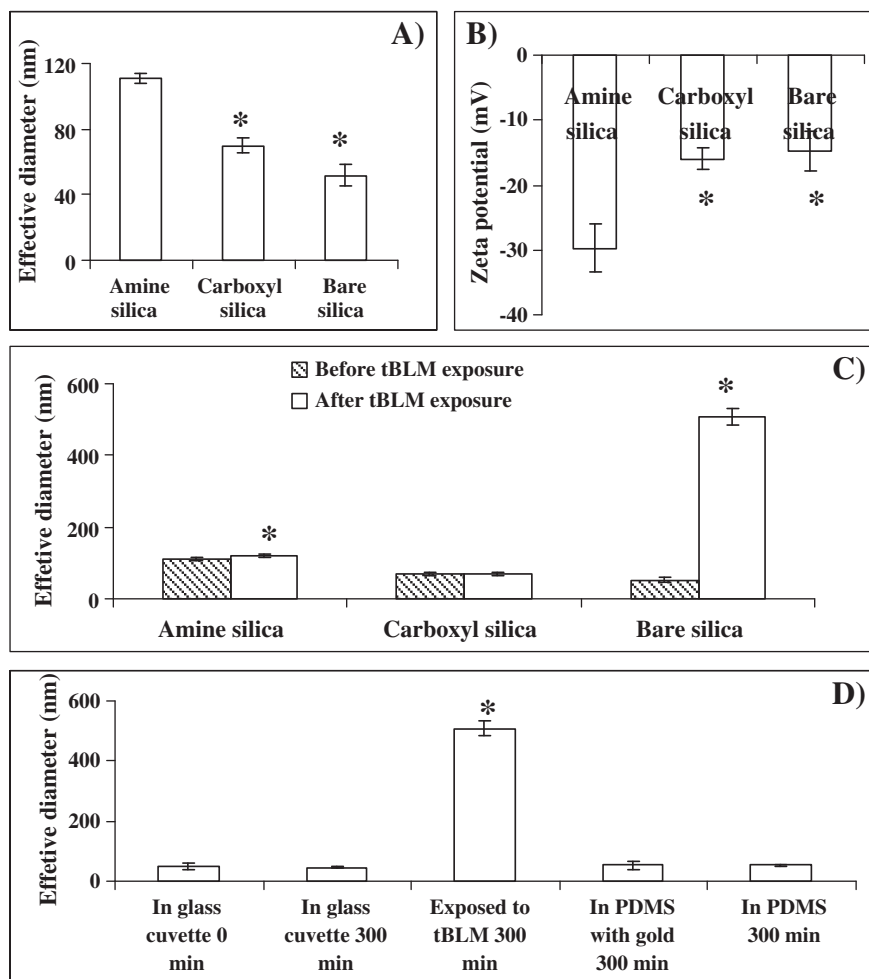 A)
Effective diameter (nm)
120
80
40
0
*
*
Amine silica
Carboxyl silica
Bare silica
B)
Zeta potential (mV)
0
-10
-20
-30
-40
Amine silica
Carboxyl silica
Bare silica
*
*
C)
Before tBLM exposure
After tBLM exposure
Effetive diameter (nm)
600
400
200
0
*
*
Amine silica
Carboxyl silica
Bare silica
D)
Effetive diameter (nm)
600
400
200
0
*
In glass cuvette 0 min
In glass cuvette 300 min
Exposed to tBLM 300 min
In PDMS with gold 300 min
In PDMS 300 min